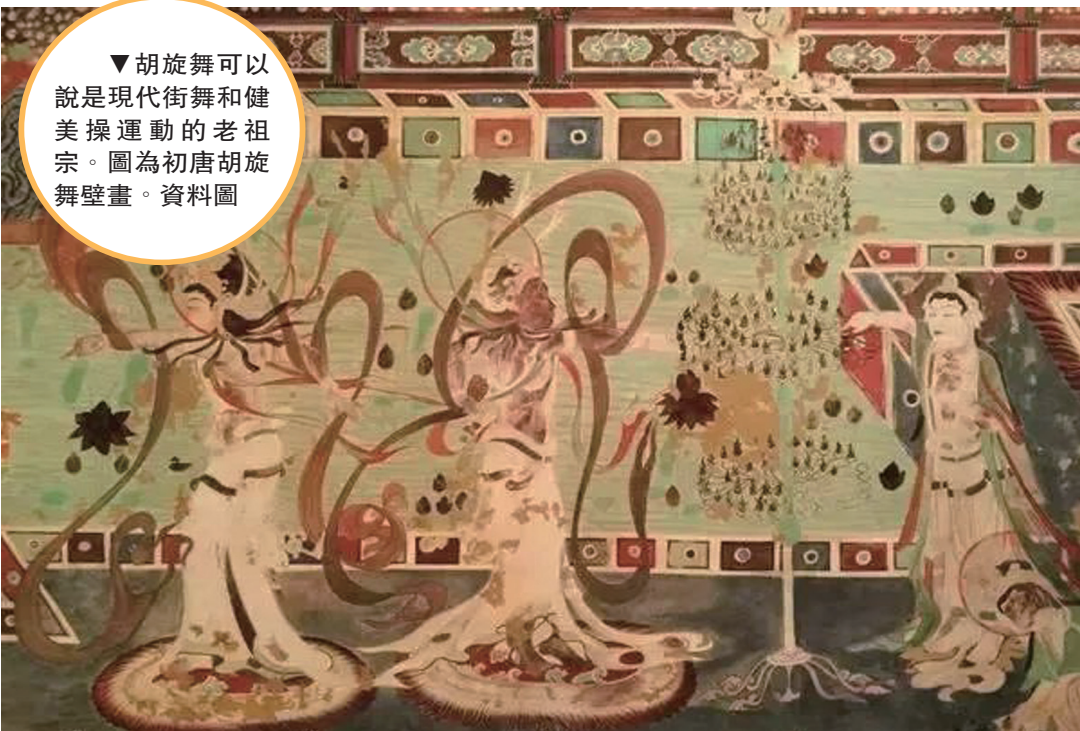 ▼胡旋舞可以
說是現代街舞和健
美操運動的老祖
宗。圖為初唐胡旋
舞壁畫。資料圖